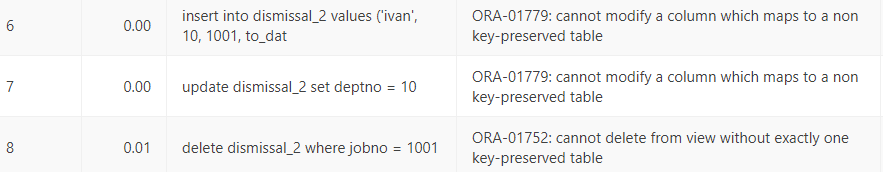 6 0.00 insert into dismissal_2 values ('ivan', ORA-01779: cannot modify a column which maps to a non
10, 1001, to_dat key-preserved table
7 0.00 update dismissal_2 set deptno = 10 ORA-01779: cannot modify a column which maps to a non
key-preserved table
8 0.01 delete dismissal_2 where jobno = 1001 ORA-01752: cannot delete from view without exactly one
key-preserved table